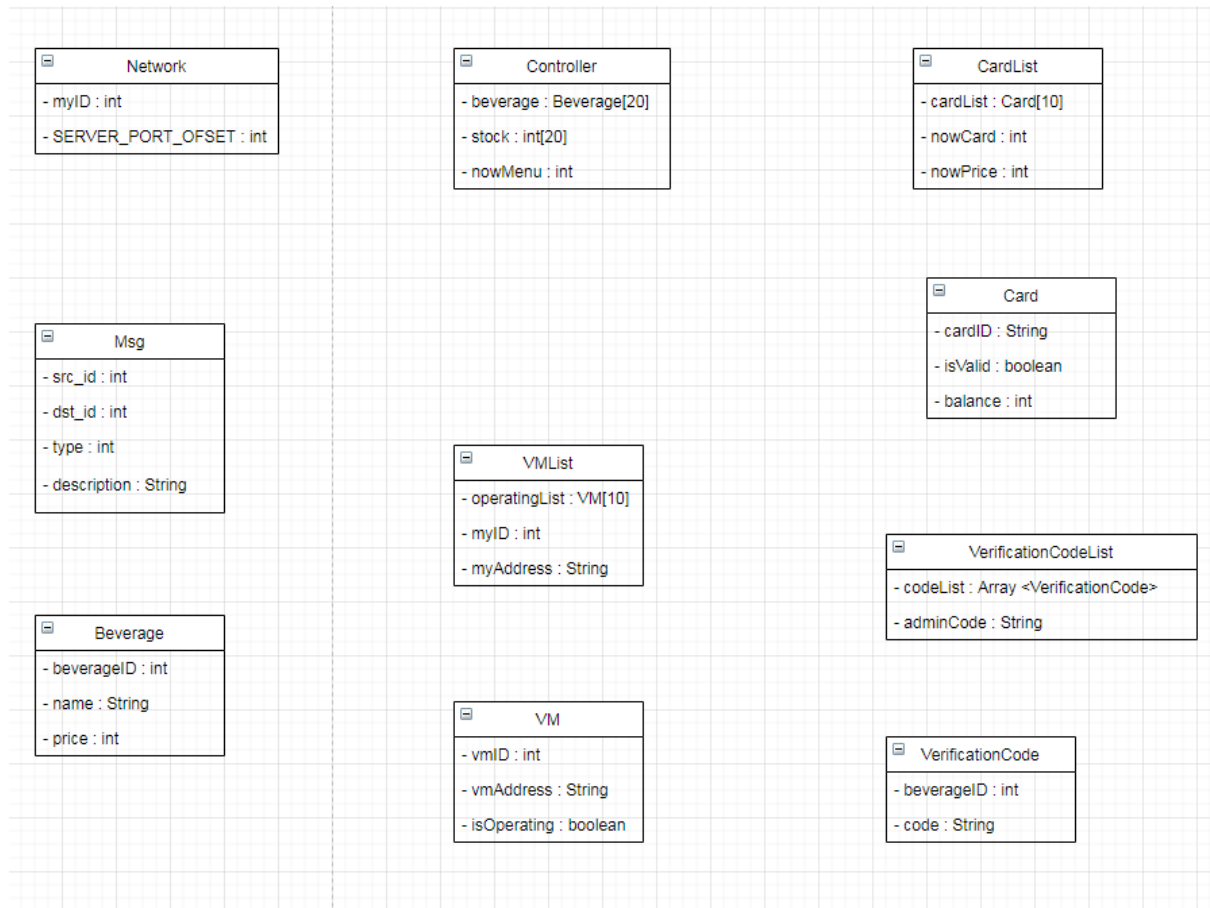 Network
- myID : int
- SERVER_PORT_OFSET : int
Controller
- beverage : Beverage[20]
- stock : int[20]
- nowMenu : int
CardList
- cardList : Card[10]
- nowCard : int
- nowPrice : int
Card
- cardID : String
- isValid : boolean
- balance : int
Msg
- src_id : int
- dst_id : int
- type : int
- description : String
VMList
- operatingList : VM[10]
- myID : int
- myAddress : String
VerificationCodeList
- codeList : Array <VerificationCode>
- adminCode : String
Beverage
- beverageID : int
- name : String
- price : int
VM
- vmID : int
- vmAddress : String
- isOperating : boolean
VerificationCode
- beverageID : int
- code : String